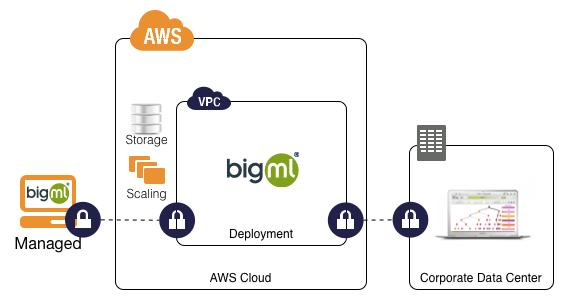 AWS
VPC
Storage
bigml
Scaling
bigml
Managed
Deployment
AWS Cloud
Corporate Data Center